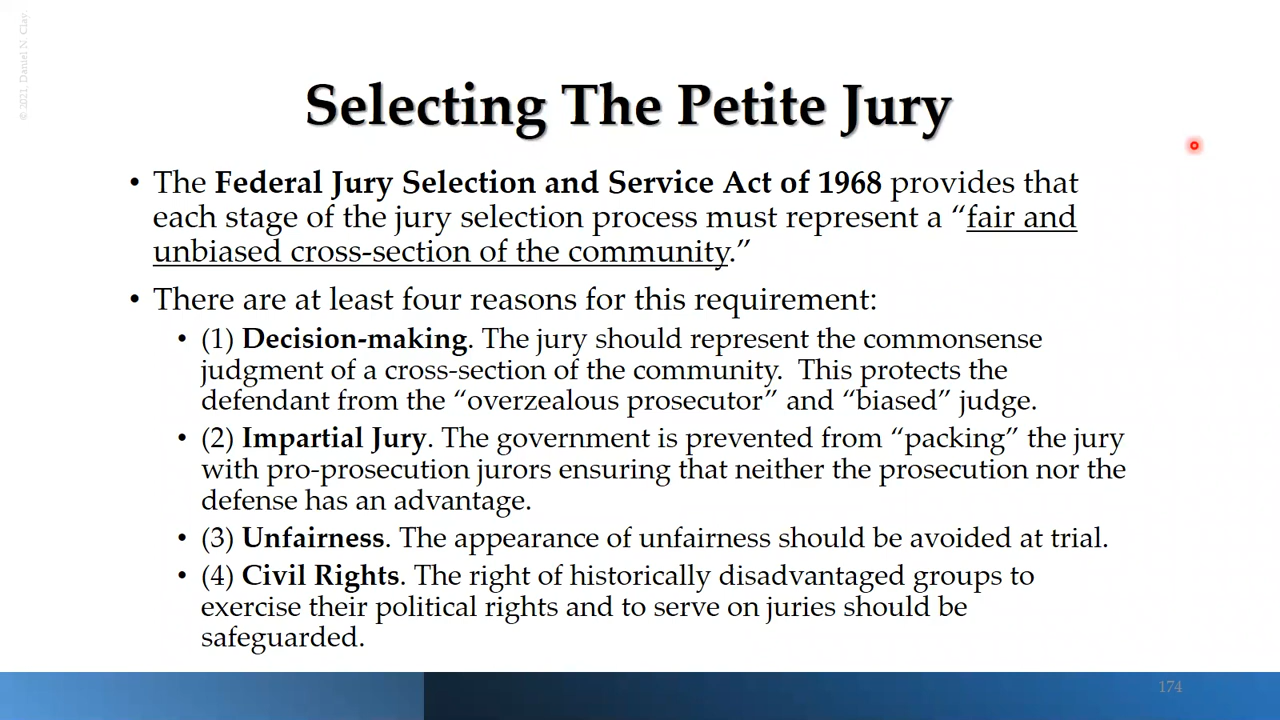 © 2021, Daniel N. Clay.
Selecting The Petite Jury
• The Federal Jury Selection and Service Act of 1968 provides that
each stage of the jury selection process must represent a “fair and
unbiased cross-section of the community.”
• There are at least four reasons for this requirement:
• (1) Decision-making. The jury should represent the commonsense
judgment of a cross-section of the community.  This protects the
defendant from the “overzealous prosecutor” and “biased” judge.
• (2) Impartial Jury. The government is prevented from “packing” the jury
with pro-prosecution jurors ensuring that neither the prosecution nor the
defense has an advantage.
• (3) Unfairness. The appearance of unfairness should be avoided at trial.
• (4) Civil Rights. The right of historically disadvantaged groups to
exercise their political rights and to serve on juries should be
safeguarded.
174